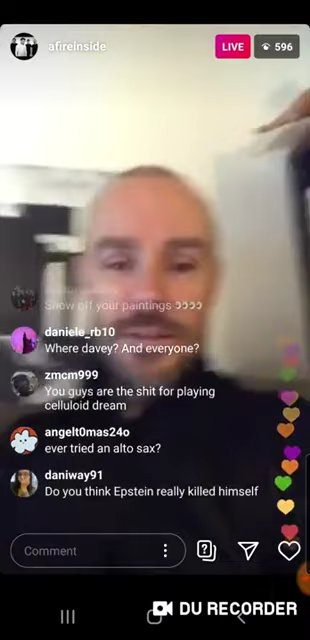 afireinside
LIVE
596
Show off your paintings
daniele_rb10
Where davey? And everyone?
zmcm999
You guys are the shit for playing
celluloid dream
angelt0mas24o
ever tried an alto sax?
daniway91
Do you think Epstein really killed himself
Comment
DU RECORDER